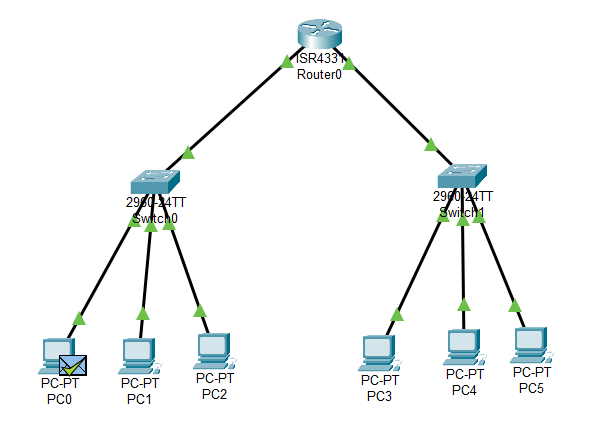 ISR4331
Router0
2960-24TT
Switch0
2960-24TT
Switch1
PC-PT
PC0
PC-PT
PC1
PC-PT
PC2
PC-PT
PC3
PC-PT
PC4
PC-PT
PC5